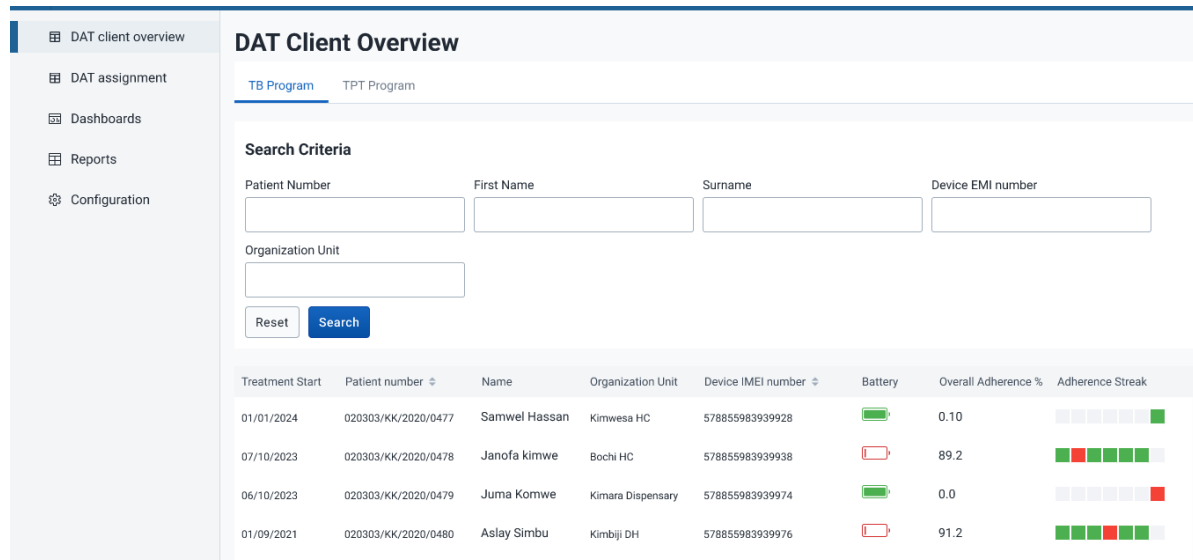 DAT client overview
DAT assignment
Dashboards
Reports
Configuration
DAT Client Overview
TB Program TPT Program
Search Criteria
Patient Number First Name Surname Device EMI number
Organization Unit
Reset Search
Treatment Start Patient number Name Organization Unit Device IMEI number Battery Overall Adherence % Adherence Streak
01/01/2024 020303/KK/2020/0477 Samwel Hassan Kimwesa HC 578855983939928 0.10
07/10/2023 020303/KK/2020/0478 Janofa kimwe Bochi HC 578855983939938 89.2
06/10/2023 020303/KK/2020/0479 Juma Komwe Kimara Dispensary 578855983939974 0.0
01/09/2021 020303/KK/2020/0480 Aslay Simbu Kimbiji DH 578855983939976 91.2